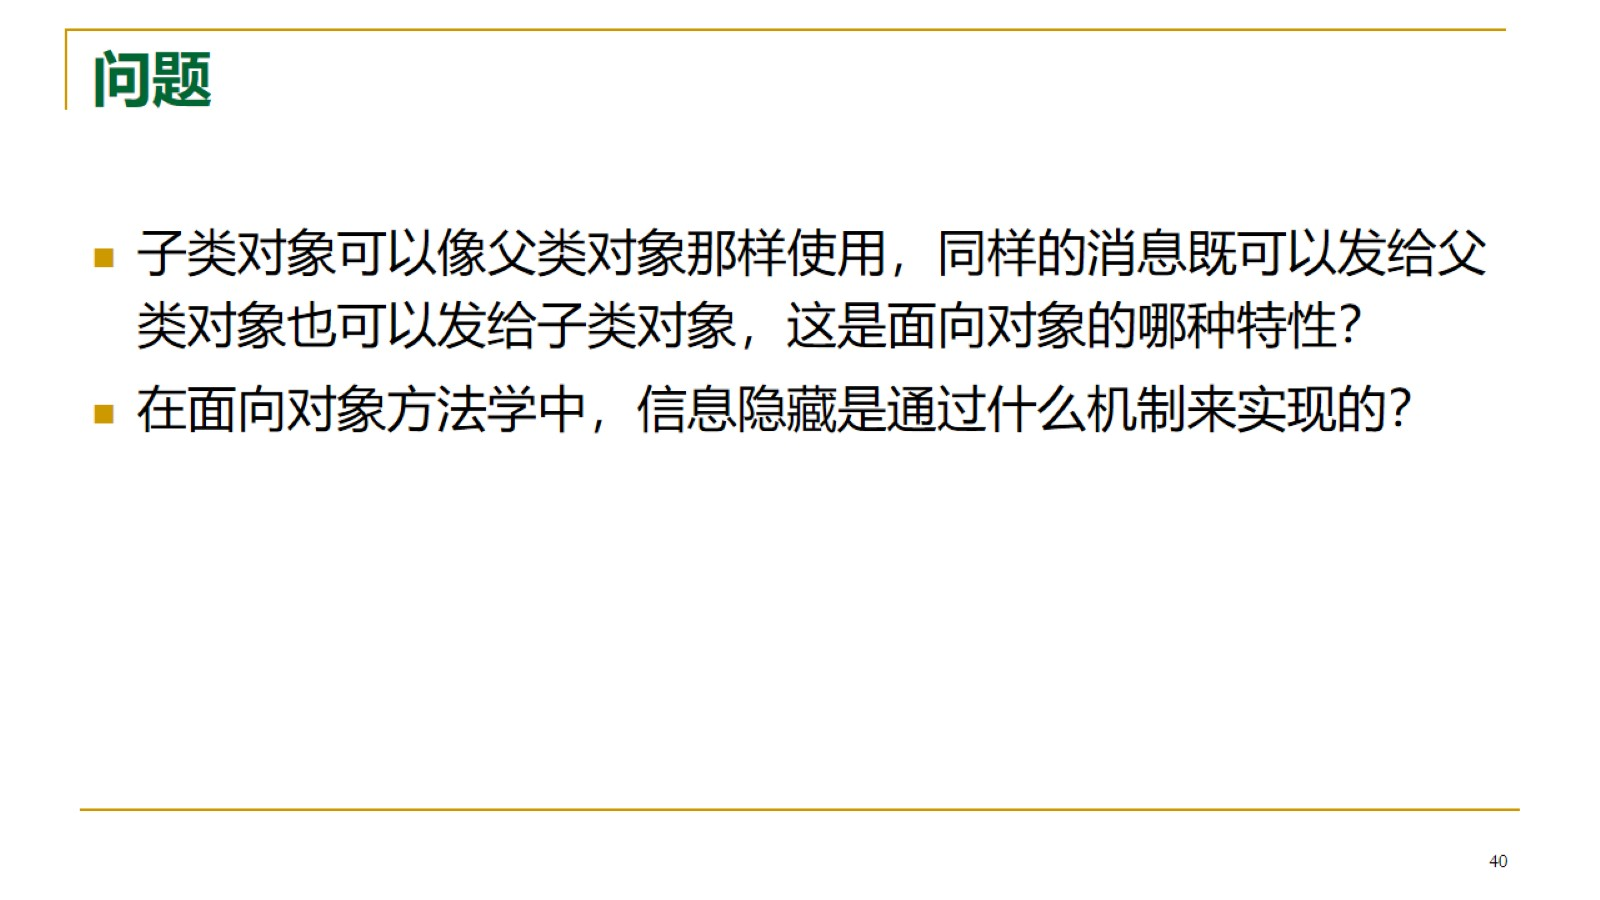 问题
子类对象可以像父类对象那样使用，同样的消息既可以发给父
类对象也可以发给子类对象，这是面向对象的哪种特性？
在面向对象方法学中，信息隐藏是通过什么机制来实现的？
40